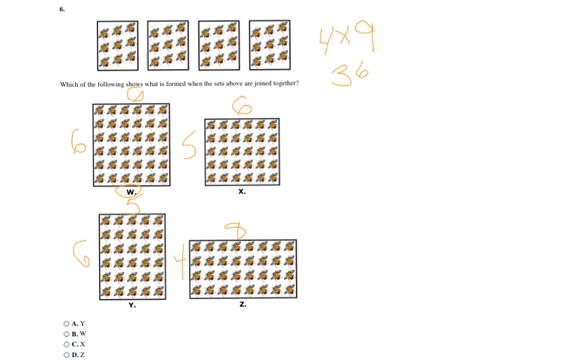 6.
4 x 9
36
Which of the following shows what is formed when the sets above are joined together?
6
6
6
5
W.
X.
5
8
6
4
Y.
Z.
A. Y
B. W
C. X
D. Z